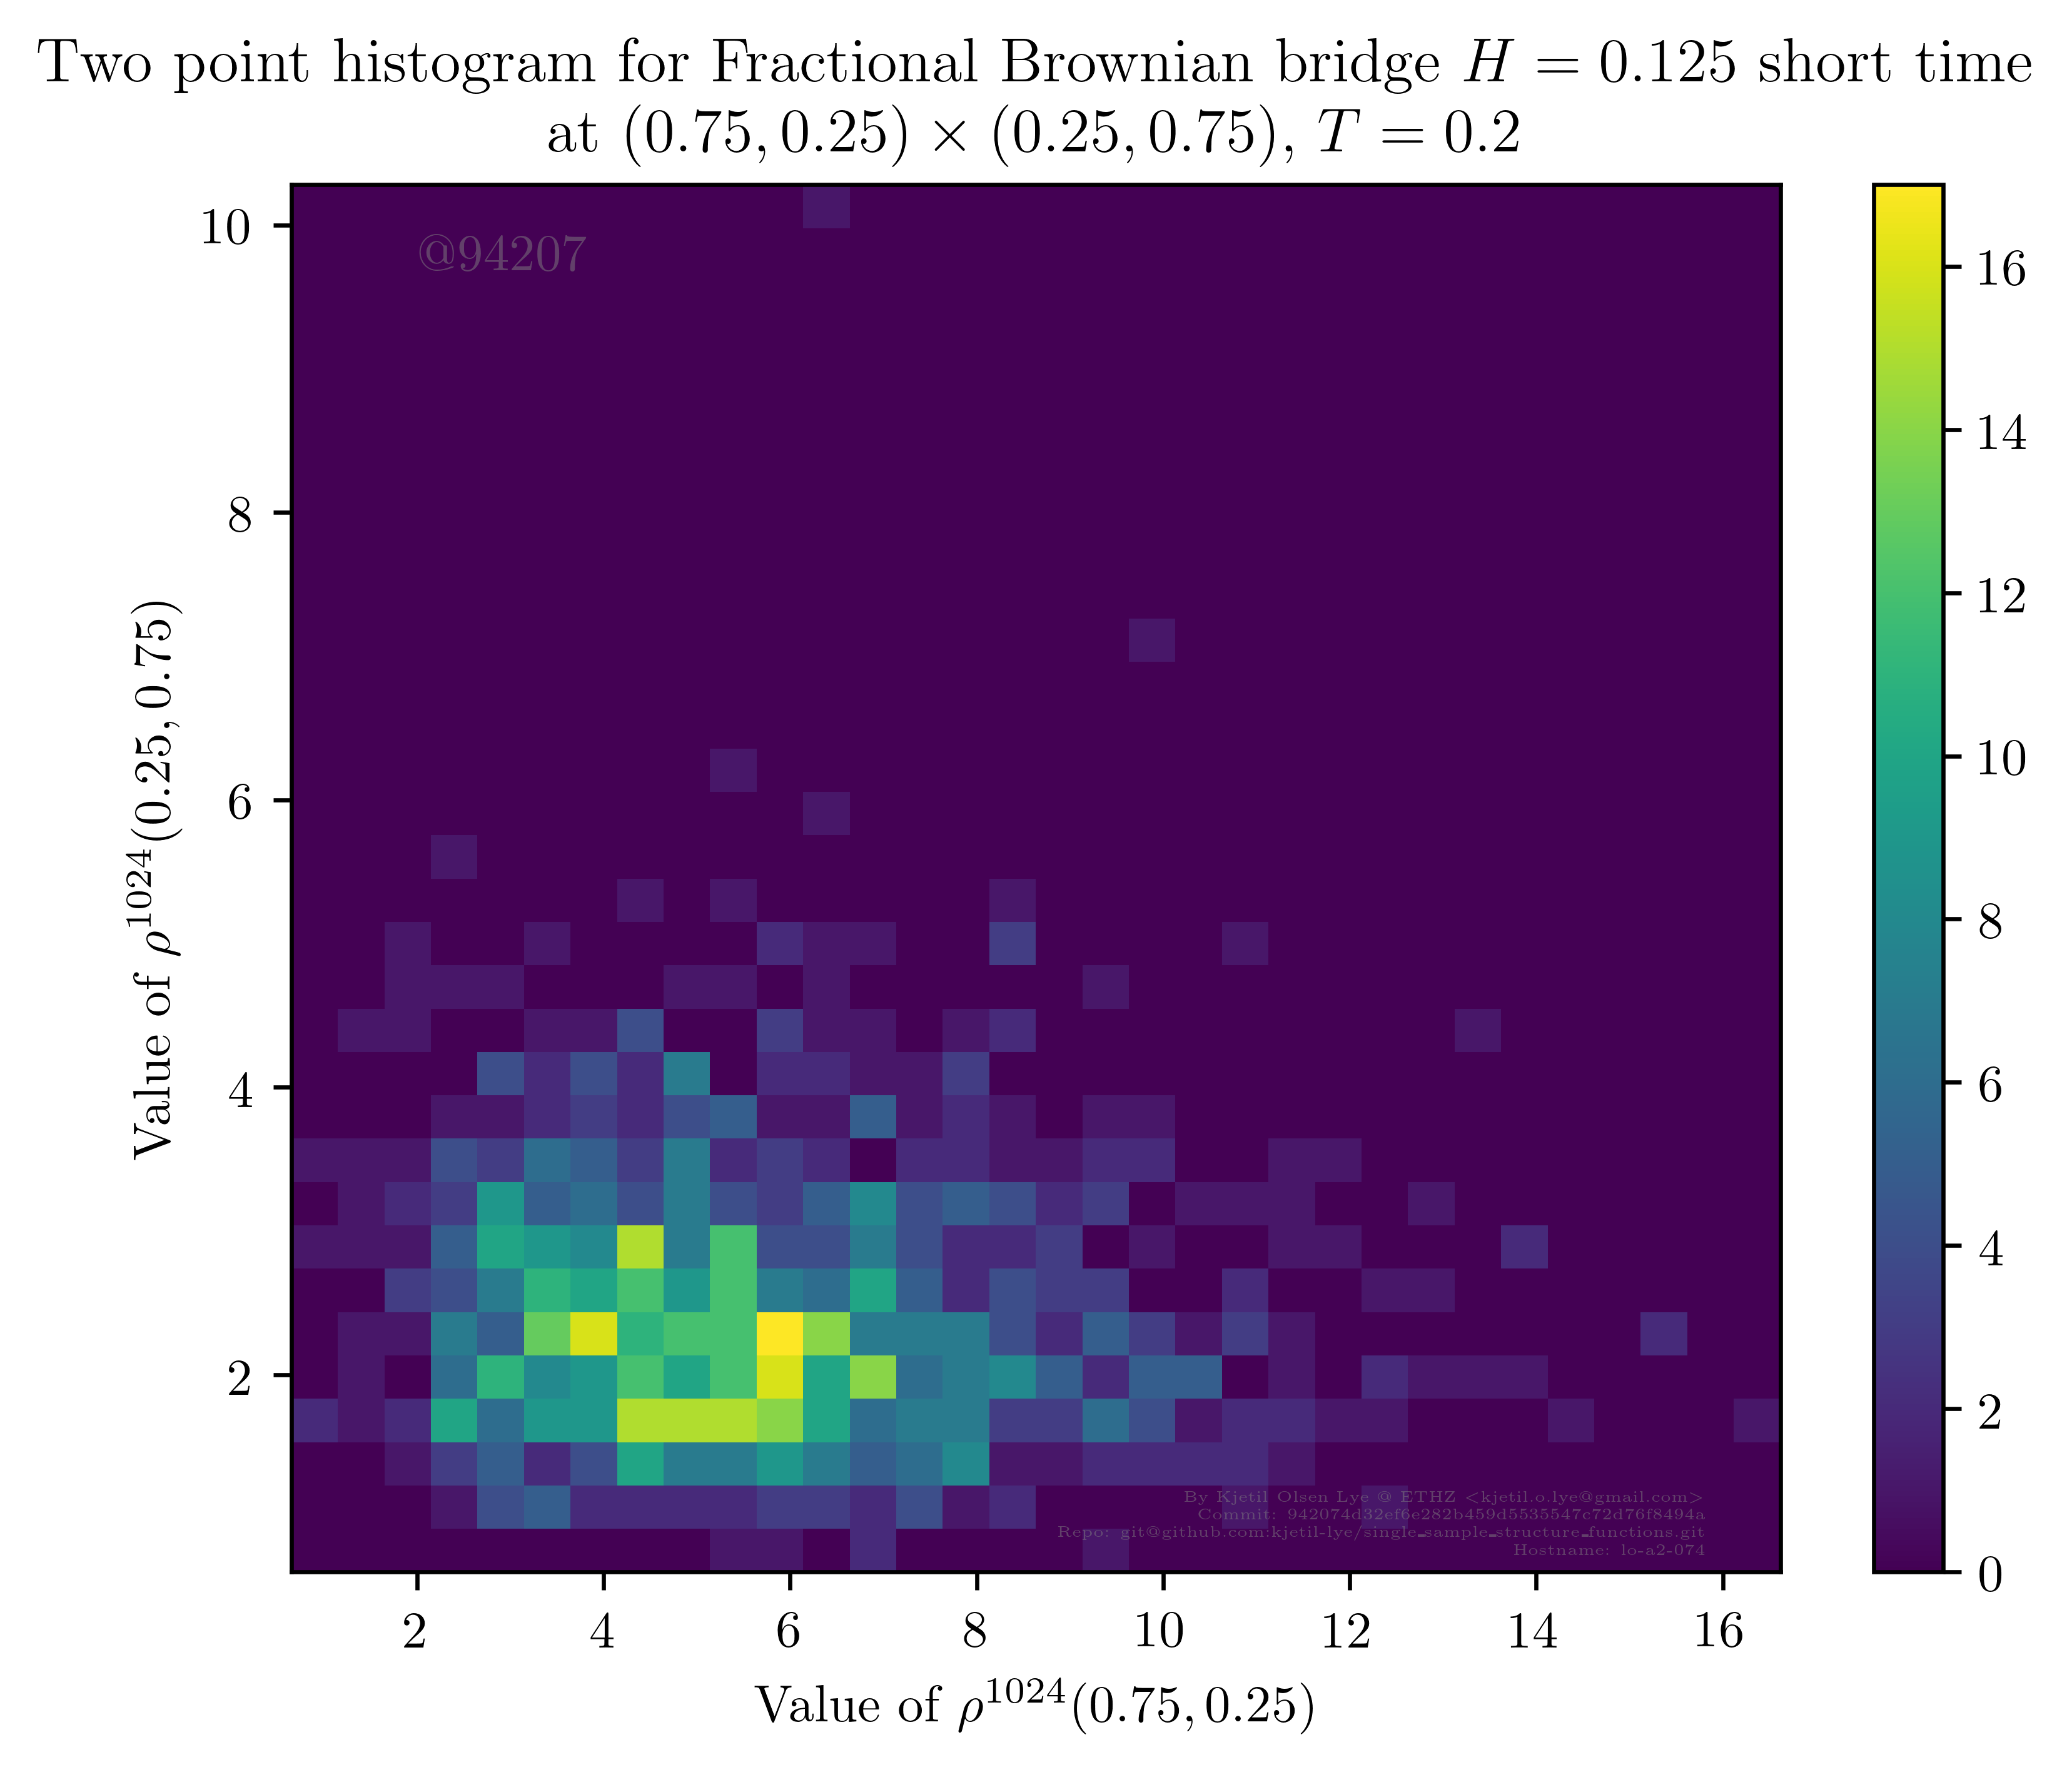 Two point histogram for Fractional Brownian bridge H = 0.125 short time
at (0.75, 0.25) × (0.25, 0.75), T = 0.2
@94207
10
8
6
4
2
Value of ρ^1024(0.25, 0.75)
2
4
6
8
10
12
14
16
Value of ρ^1024(0.75, 0.25)
16
14
12
10
8
6
4
2
0
By Kjetil Olsen Lye @ ETHZ <kjetil.o.lye@gmail.com>
Commit: 942074d32ef6e282b459d5535547c72d76f8494a
Repo: git@github.com:kjetil-lye/single_sample_structure_functions.git
Hostname: lo-a2-074